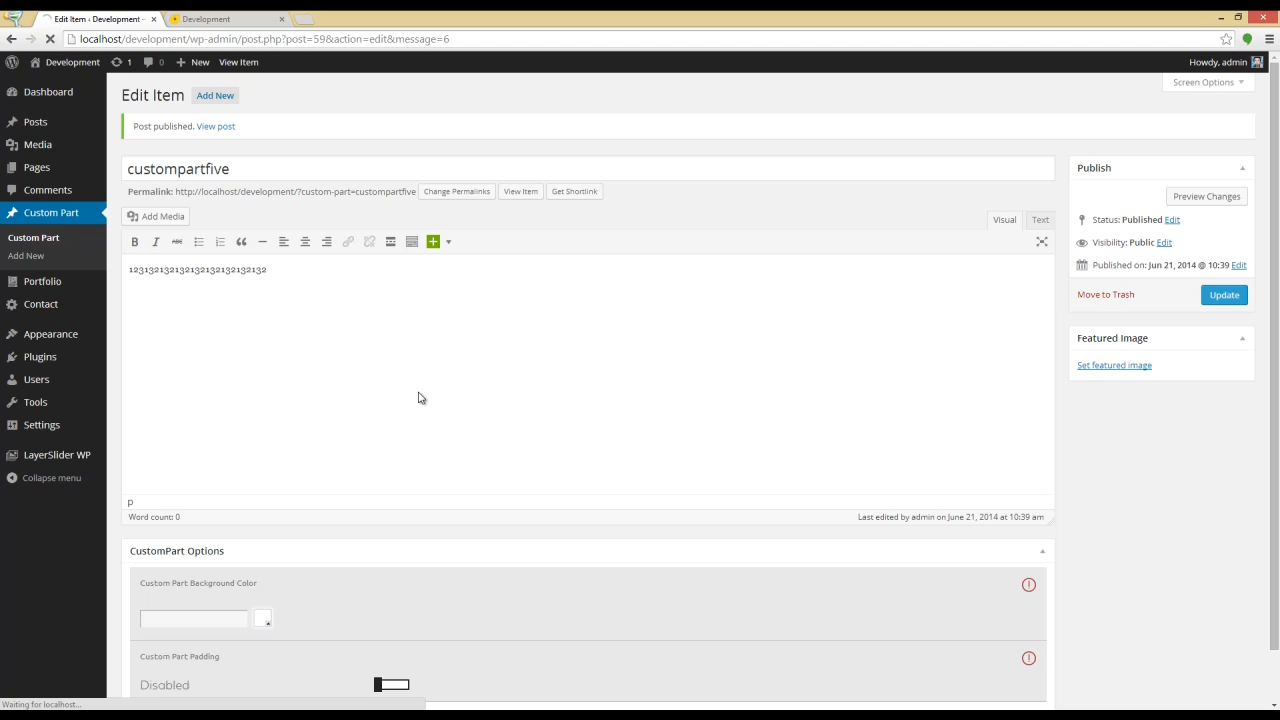 Edit Item ‹ Development -
Development
localhost/development/wp-admin/post.php?post=59&action=edit&message=6
Development
1
0
New
View Item
Howdy, admin
Screen Options
Dashboard
Posts
Media
Pages
Comments
Custom Part
Custom Part
Add New
Portfolio
Contact
Appearance
Plugins
Users
Tools
Settings
LayerSlider WP
Collapse menu
Edit Item Add New
Post published. View post
custompartfive
Permalink: http://localhost/development/?custom-part=custompartfive Change Permalinks View Item Get Shortlink
Add Media
Visual Text
B I ABC
p
Word count: 0
Last edited by admin on June 21, 2014 at 10:39 am
CustomPart Options
Custom Part Background Color
Custom Part Padding
Disabled
Publish
Preview Changes
Status: Published Edit
Visibility: Public Edit
Published on: Jun 21, 2014 @ 10:39 Edit
Move to Trash
Update
Featured Image
Set featured image
Waiting for localhost...